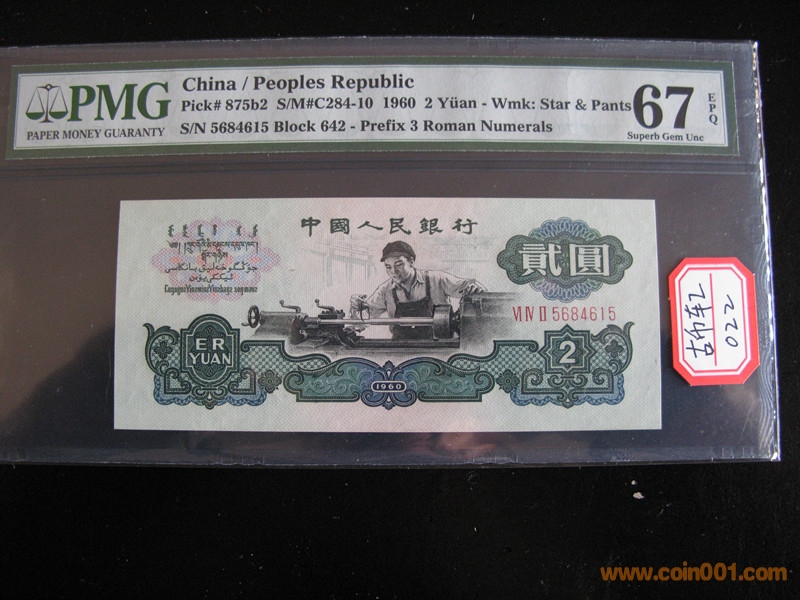 PMG
PAPER MONEY GUARANTY
China / Peoples Republic
Pick# 875b2 S/M#C284-10 1960 2 Yüan - Wmk: Star & Pants
S/N 5684615 Block 642 - Prefix 3 Roman Numerals
67
EPQ
Superb Gem Unc
中國人民銀行
貳圓
VI IV II 5684615
ER
YUAN
1960
2
古币车2
022
www.coin001.com